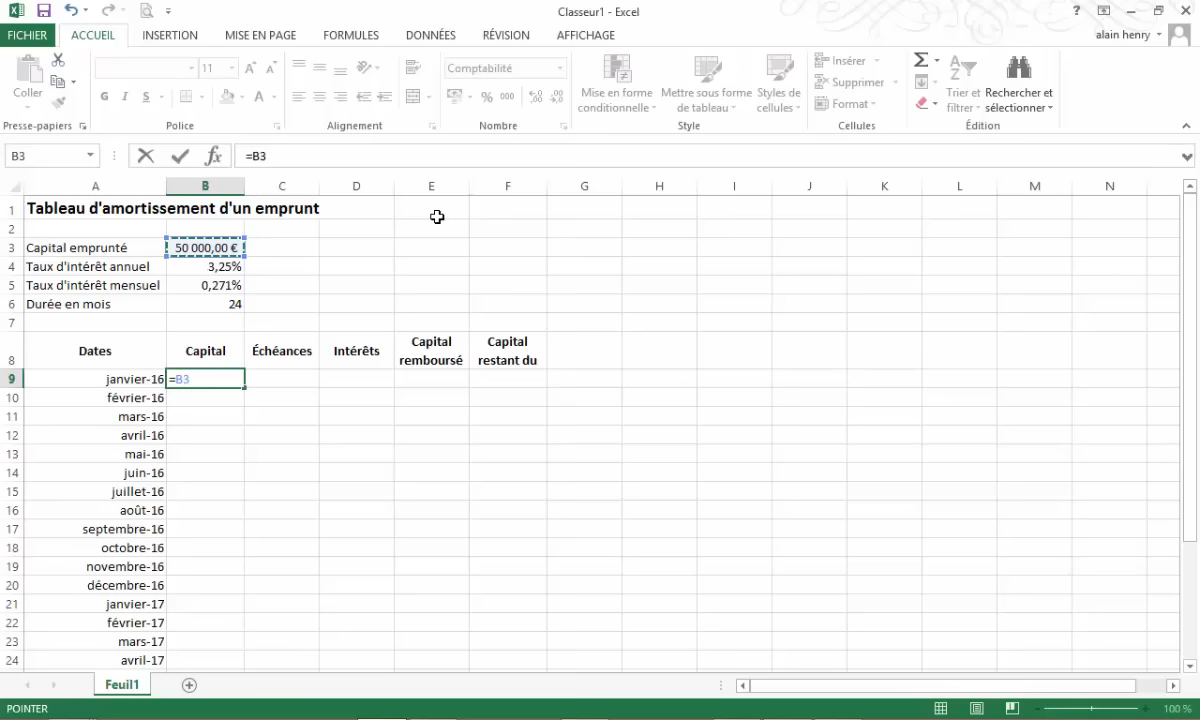 Classeur1 - Excel
?
FICHIER ACCUEIL INSERTION MISE EN PAGE FORMULES DONNÉES RÉVISION AFFICHAGE alain henry
Coller
11 A A
G I S A
Comptabilité
% 000
Mise en forme conditionnelle
Mettre sous forme de tableau
Styles de cellules
Insérer
Supprimer
Format
Trier et filtrer
Rechercher et sélectionner
Presse-papiers Police Alignement Nombre Style Cellules Édition
B3 fx =B3
A B C D E F G H I J K L M N
1 Tableau d'amortissement d'un emprunt
2
3 Capital emprunté 50 000,00 €
4 Taux d'intérêt annuel 3,25%
5 Taux d'intérêt mensuel 0,271%
6 Durée en mois 24
7
8 Dates Capital Échéances Intérêts Capital remboursé Capital restant du
9 janvier-16 =B3
10 février-16
11 mars-16
12 avril-16
13 mai-16
14 juin-16
15 juillet-16
16 août-16
17 septembre-16
18 octobre-16
19 novembre-16
20 décembre-16
21 janvier-17
22 février-17
23 mars-17
24 avril-17
Feuil1
POINTER 100 %